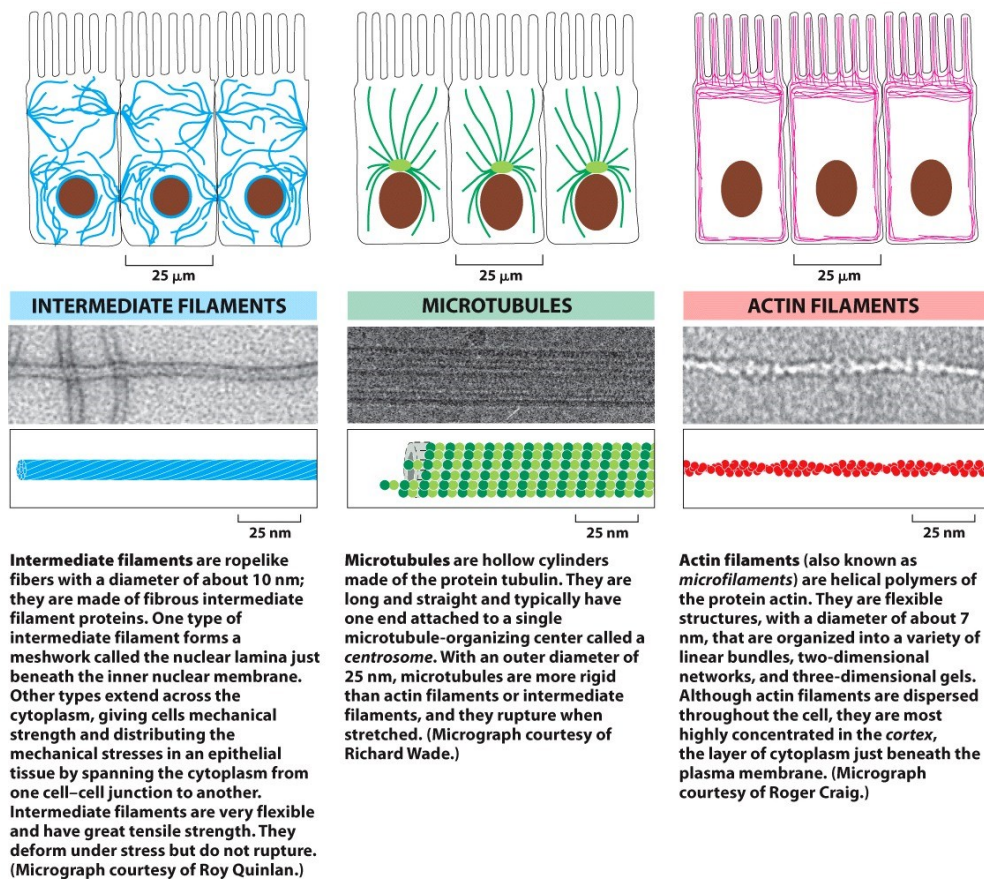 25 μm
25 μm
25 μm
INTERMEDIATE FILAMENTS
MICROTUBULES
ACTIN FILAMENTS
25 nm
25 nm
25 nm
Intermediate filaments are ropelike
fibers with a diameter of about 10 nm;
they are made of fibrous intermediate
filament proteins. One type of
intermediate filament forms a
meshwork called the nuclear lamina just
beneath the inner nuclear membrane.
Other types extend across the
cytoplasm, giving cells mechanical
strength and distributing the
mechanical stresses in an epithelial
tissue by spanning the cytoplasm from
one cell–cell junction to another.
Intermediate filaments are very flexible
and have great tensile strength. They
deform under stress but do not rupture.
(Micrograph courtesy of Roy Quinlan.)
Microtubules are hollow cylinders
made of the protein tubulin. They are
long and straight and typically have
one end attached to a single
microtubule-organizing center called a
centrosome. With an outer diameter of
25 nm, microtubules are more rigid
than actin filaments or intermediate
filaments, and they rupture when
stretched. (Micrograph courtesy of
Richard Wade.)
Actin filaments (also known as
microfilaments) are helical polymers of
the protein actin. They are flexible
structures, with a diameter of about 7
nm, that are organized into a variety of
linear bundles, two-dimensional
networks, and three-dimensional gels.
Although actin filaments are dispersed
throughout the cell, they are most
highly concentrated in the cortex,
the layer of cytoplasm just beneath the
plasma membrane. (Micrograph
courtesy of Roger Craig.)